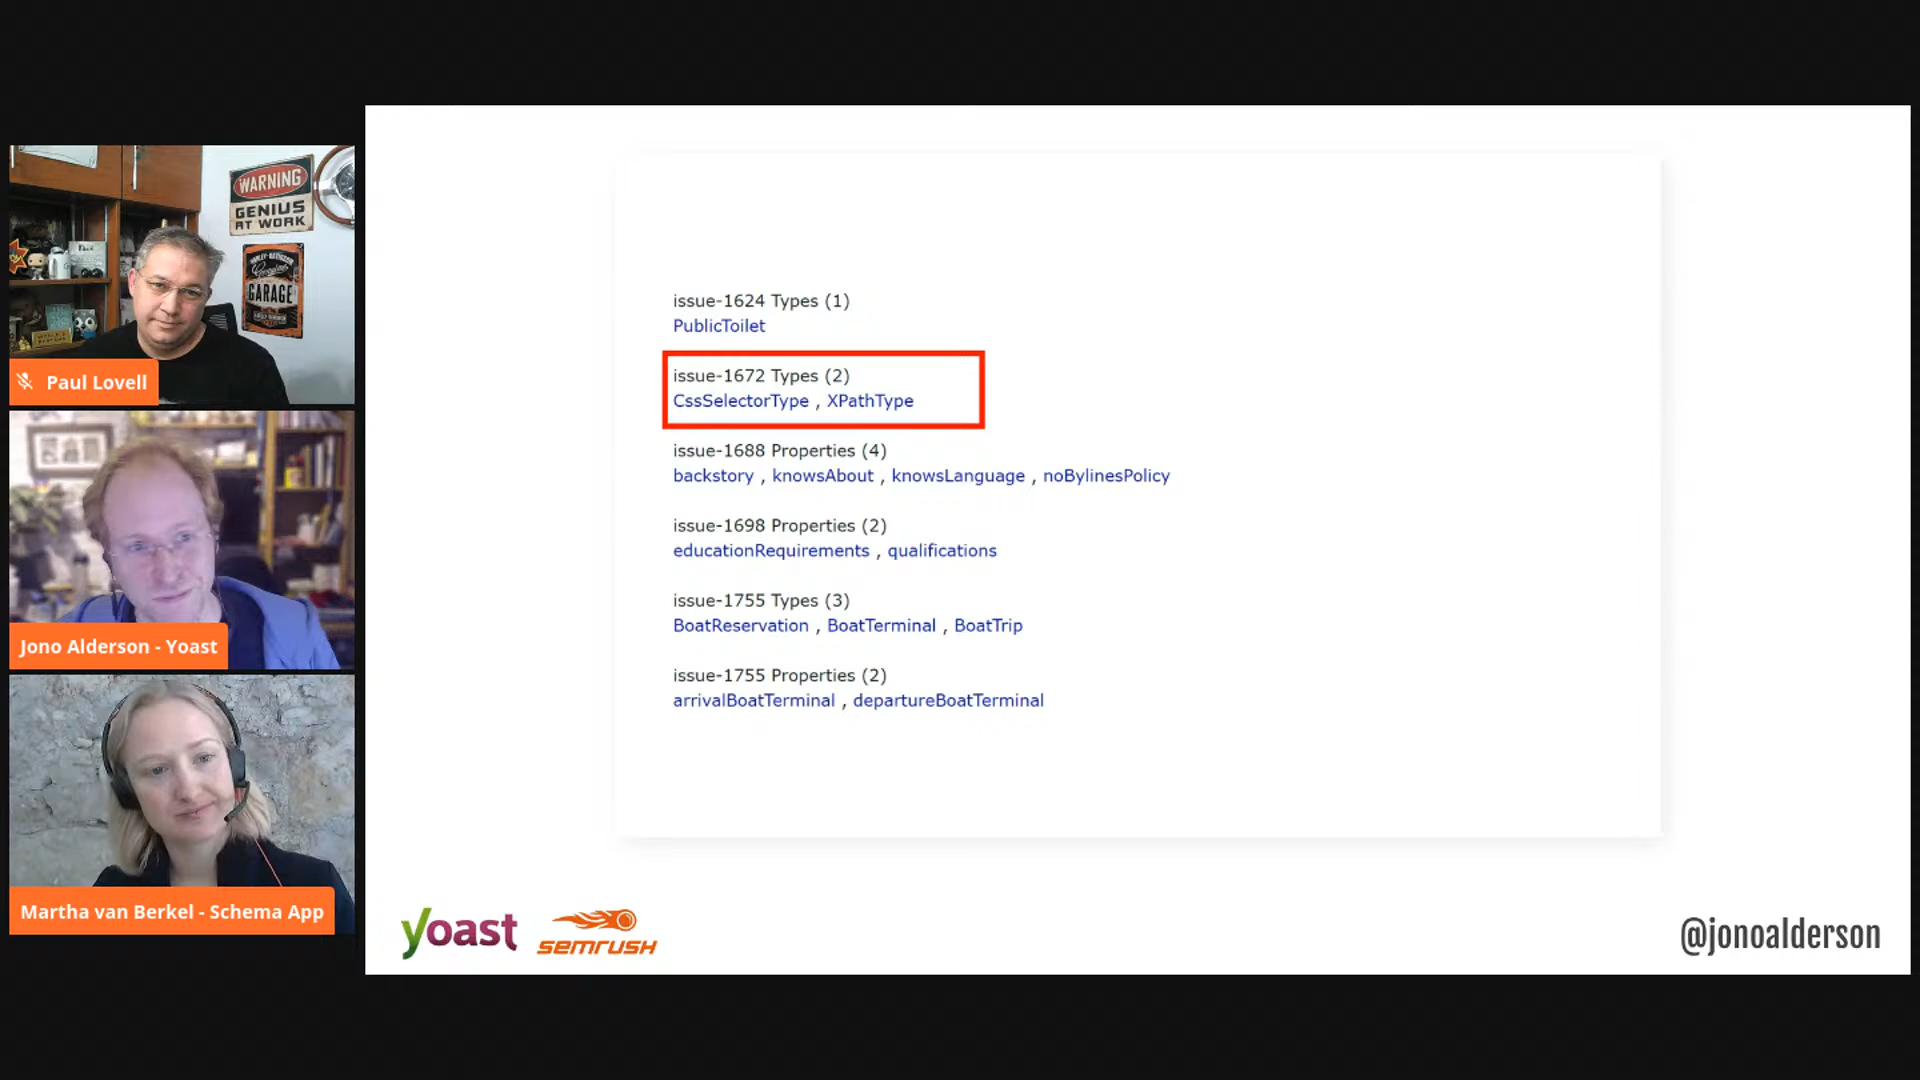 WARNING
GENIUS
AT WORK
GARAGE
Paul Lovell
Jono Alderson - Yoast
Martha van Berkel - Schema App
issue-1624 Types (1)
PublicToilet
issue-1672 Types (2)
CssSelectorType , XPathType
issue-1688 Properties (4)
backstory , knowsAbout , knowsLanguage , noBylinesPolicy
issue-1698 Properties (2)
educationRequirements , qualifications
issue-1755 Types (3)
BoatReservation , BoatTerminal , BoatTrip
issue-1755 Properties (2)
arrivalBoatTerminal , departureBoatTerminal
yoast
semrush
@jonoalderson